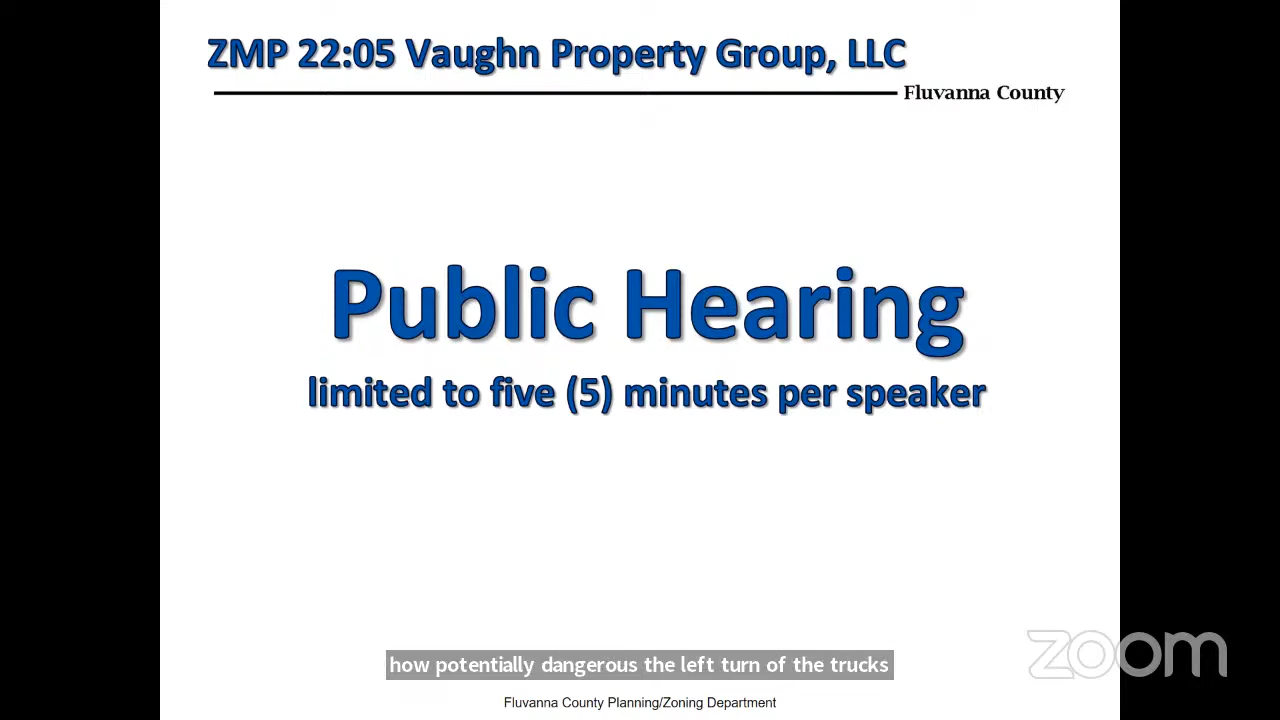 ZMP 22:05 Vaughn Property Group, LLC
Fluvanna County
Public Hearing
limited to five (5) minutes per speaker
how potentially dangerous the left turn of the trucks
zoom
Fluvanna County Planning/Zoning Department